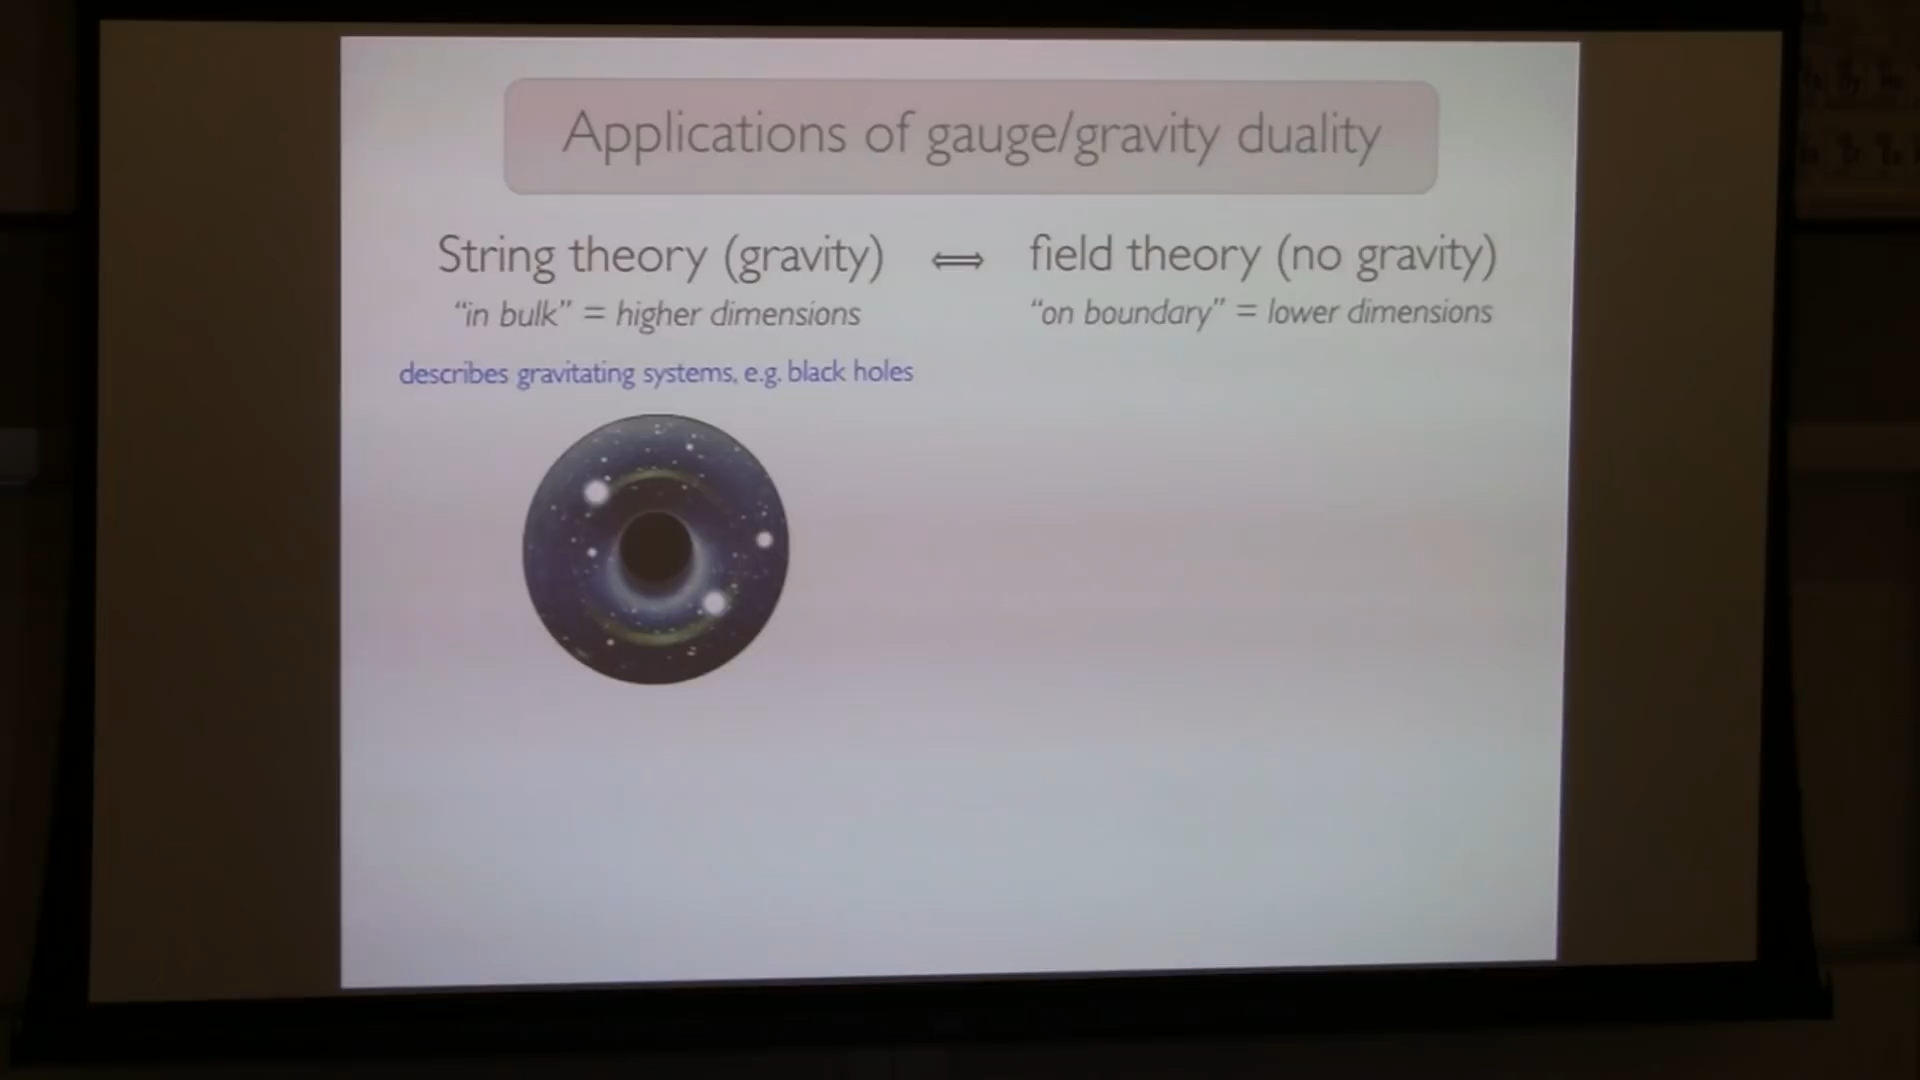 Applications of gauge/gravity duality
String theory (gravity) ⟺ field theory (no gravity)
“in bulk” = higher dimensions “on boundary” = lower dimensions
describes gravitating systems, e.g. black holes